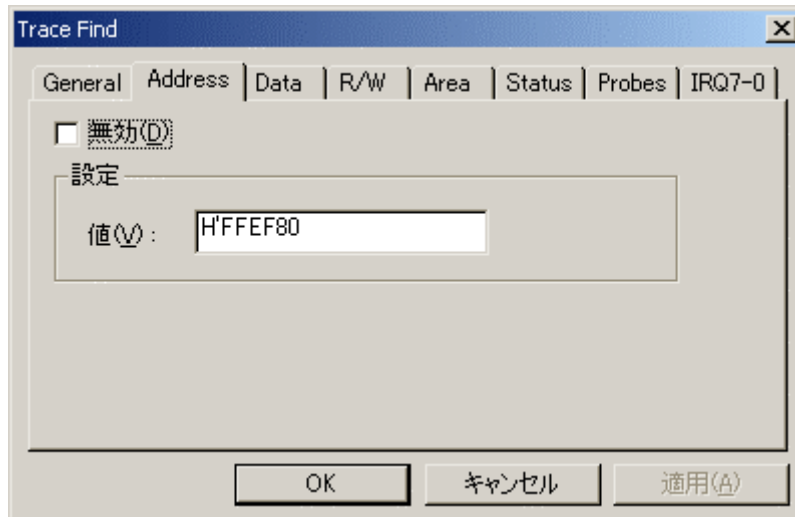 Trace Find
General Address Data R/W Area Status Probes IRQ7-0
無効(D)
設定
値(V):
H'FFEF80
OK キャンセル 適用(A)